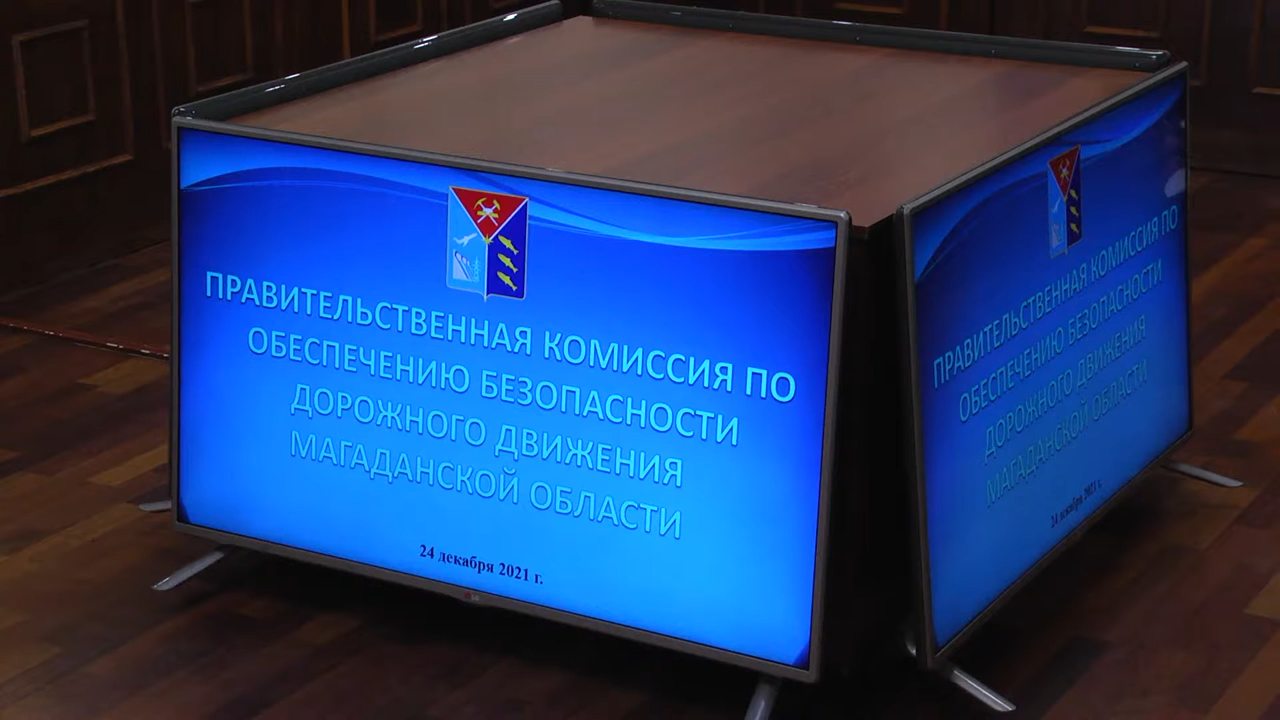 ПРАВИТЕЛЬСТВЕННАЯ КОМИССИЯ ПО
ОБЕСПЕЧЕНИЮ БЕЗОПАСНОСТИ
ДОРОЖНОГО ДВИЖЕНИЯ
МАГАДАНСКОЙ ОБЛАСТИ
24 декабря 2021 г.
ПРАВИТЕЛЬСТВЕННАЯ КОМИССИЯ ПО
ОБЕСПЕЧЕНИЮ БЕЗОПАСНОСТИ
ДОРОЖНОГО ДВИЖЕНИЯ
МАГАДАНСКОЙ ОБЛАСТИ
24 декабря 2021 г.